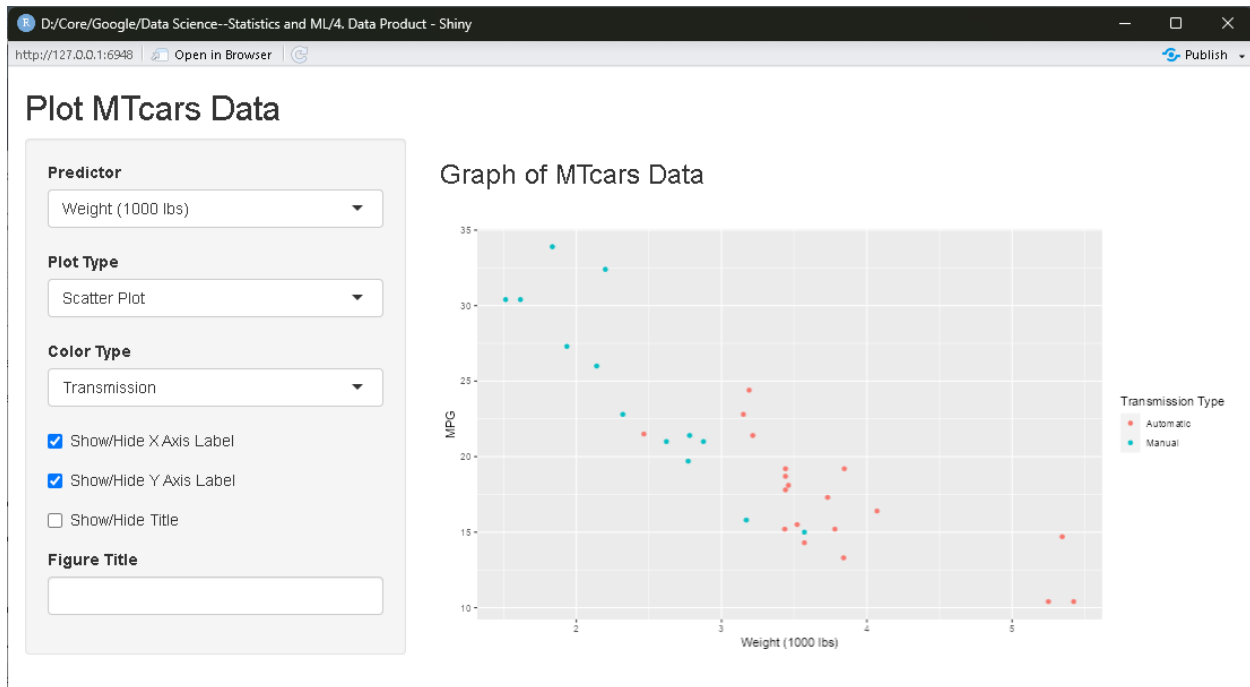 R D:/Core/Google/Data Science--Statistics and ML/4. Data Product - Shiny
http://127.0.0.1:6948 Open in Browser Publish
Plot MTcars Data
Predictor
Weight (1000 lbs)
Plot Type
Scatter Plot
Color Type
Transmission
Show/Hide X Axis Label
Show/Hide Y Axis Label
Show/Hide Title
Figure Title
Graph of MTcars Data
35
30
25
20
15
10
MPG
2 3 4 5
Weight (1000 lbs)
Transmission Type
Automatic
Manual